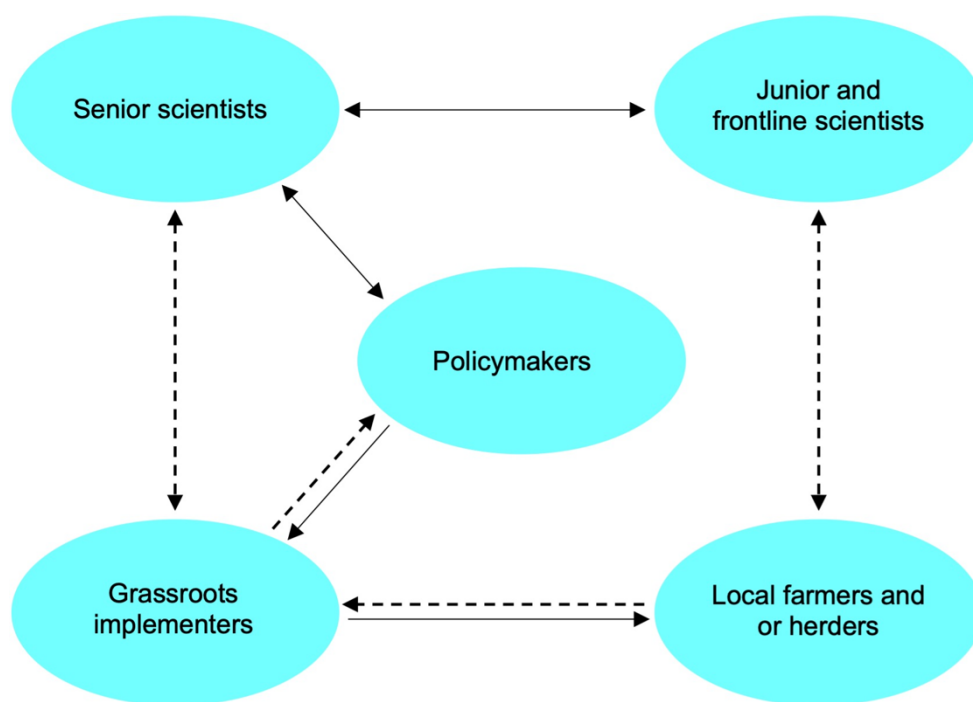 Senior scientists
Junior and
frontline scientists
Policymakers
Grassroots
implementers
Local farmers and
or herders